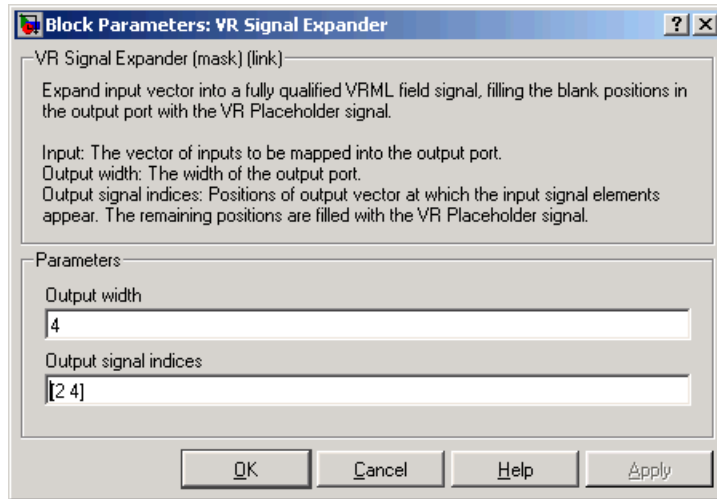 Block Parameters: VR Signal Expander
VR Signal Expander (mask) (link)
Expand input vector into a fully qualified VRML field signal, filling the blank positions in
the output port with the VR Placeholder signal.
Input: The vector of inputs to be mapped into the output port.
Output width: The width of the output port.
Output signal indices: Positions of output vector at which the input signal elements
appear. The remaining positions are filled with the VR Placeholder signal.
Parameters
Output width
4
Output signal indices
[2 4]
OK Cancel Help Apply